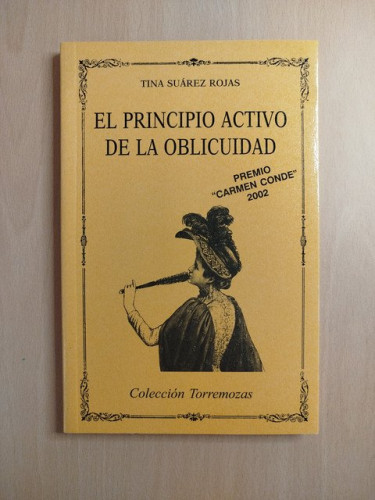 TINA SUÁREZ ROJAS
EL PRINCIPIO ACTIVO
DE LA OBLICUIDAD
PREMIO
"CARMEN CONDE"
2002
Colección Torremozas